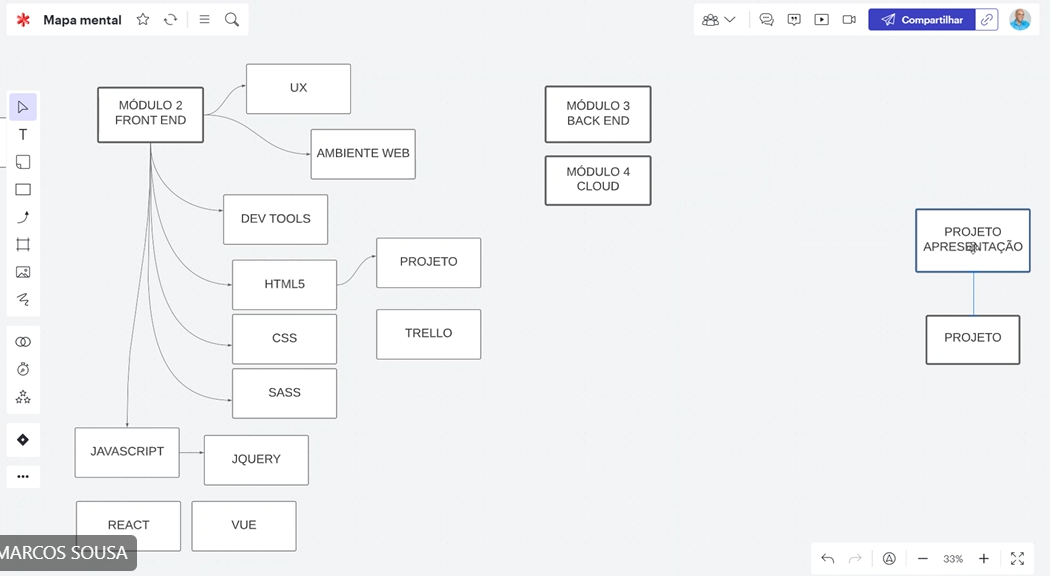 Mapa mental
Compartilhar
UX
MÓDULO 2
FRONT END
AMBIENTE WEB
DEV TOOLS
HTML5
PROJETO
CSS
TRELLO
SASS
JAVASCRIPT
JQUERY
REACT
VUE
MÓDULO 3
BACK END
MÓDULO 4
CLOUD
PROJETO
APRESENTAÇÃO
PROJETO
T
MARCOS SOUSA
33%